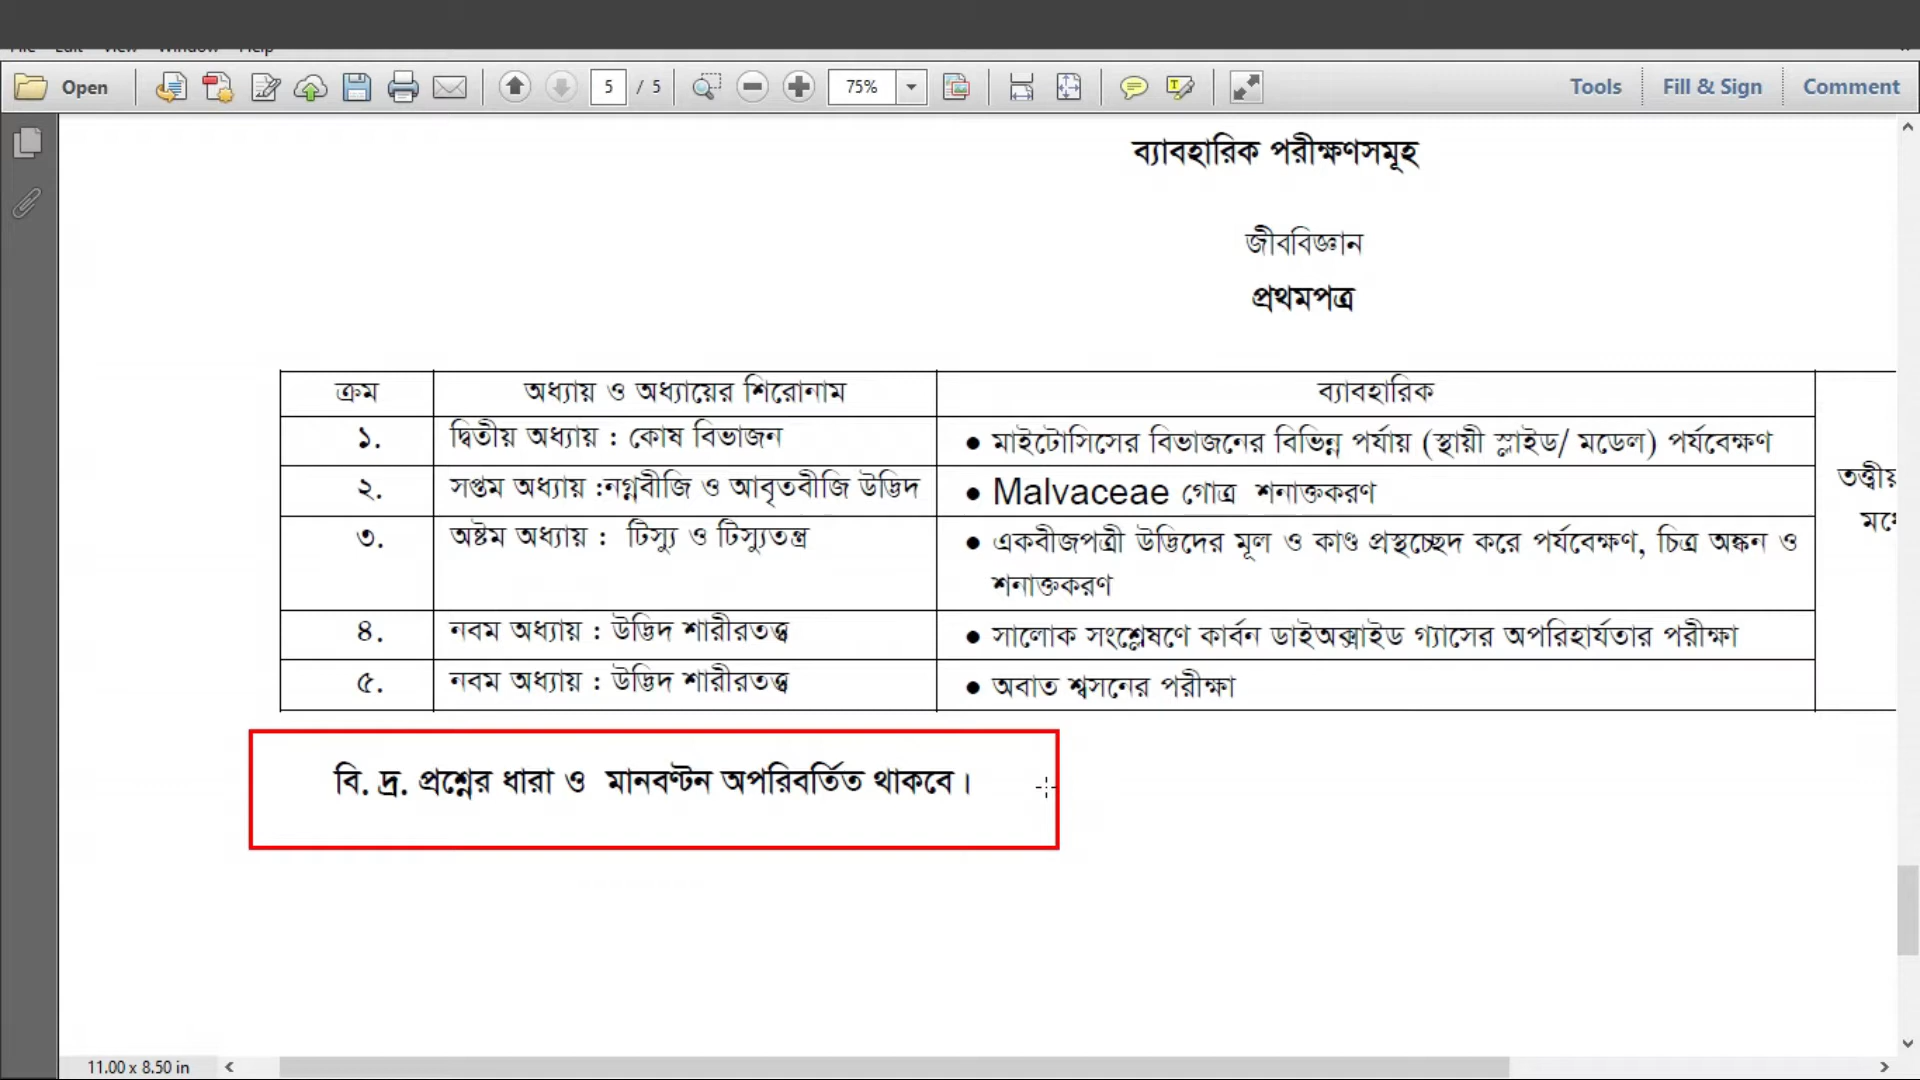 Open
5 / 5
75%
Tools
Fill & Sign
Comment
ব্যাবহারিক পরীক্ষণসমূহ
জীববিজ্ঞান
প্রথমপত্র
ক্রম অধ্যায় ও অধ্যায়ের শিরোনাম ব্যাবহারিক
১. দ্বিতীয় অধ্যায় : কোষ বিভাজন ● মাইটোসিসের বিভাজনের বিভিন্ন পর্যায় (স্থায়ী স্লাইড/ মডেল) পর্যবেক্ষণ
২. সপ্তম অধ্যায় :নগ্নবীজি ও আবৃতবীজি উদ্ভিদ ● Malvaceae গোত্র শনাক্তকরণ
৩. অষ্টম অধ্যায় : টিস্যু ও টিস্যুতন্ত্র ● একবীজপত্রী উদ্ভিদের মূল ও কাণ্ড প্রস্থচ্ছেদ করে পর্যবেক্ষণ, চিত্র অঙ্কন ও
শনাক্তকরণ
৪. নবম অধ্যায় : উদ্ভিদ শারীরতত্ত্ব ● সালোক সংশ্লেষণে কার্বন ডাইঅক্সাইড গ্যাসের অপরিহার্যতার পরীক্ষা
৫. নবম অধ্যায় : উদ্ভিদ শারীরতত্ত্ব ● অবাত শ্বসনের পরীক্ষা
বি. দ্র. প্রশ্নের ধারা ও মানবণ্টন অপরিবর্তিত থাকবে।
11.00 x 8.50 in